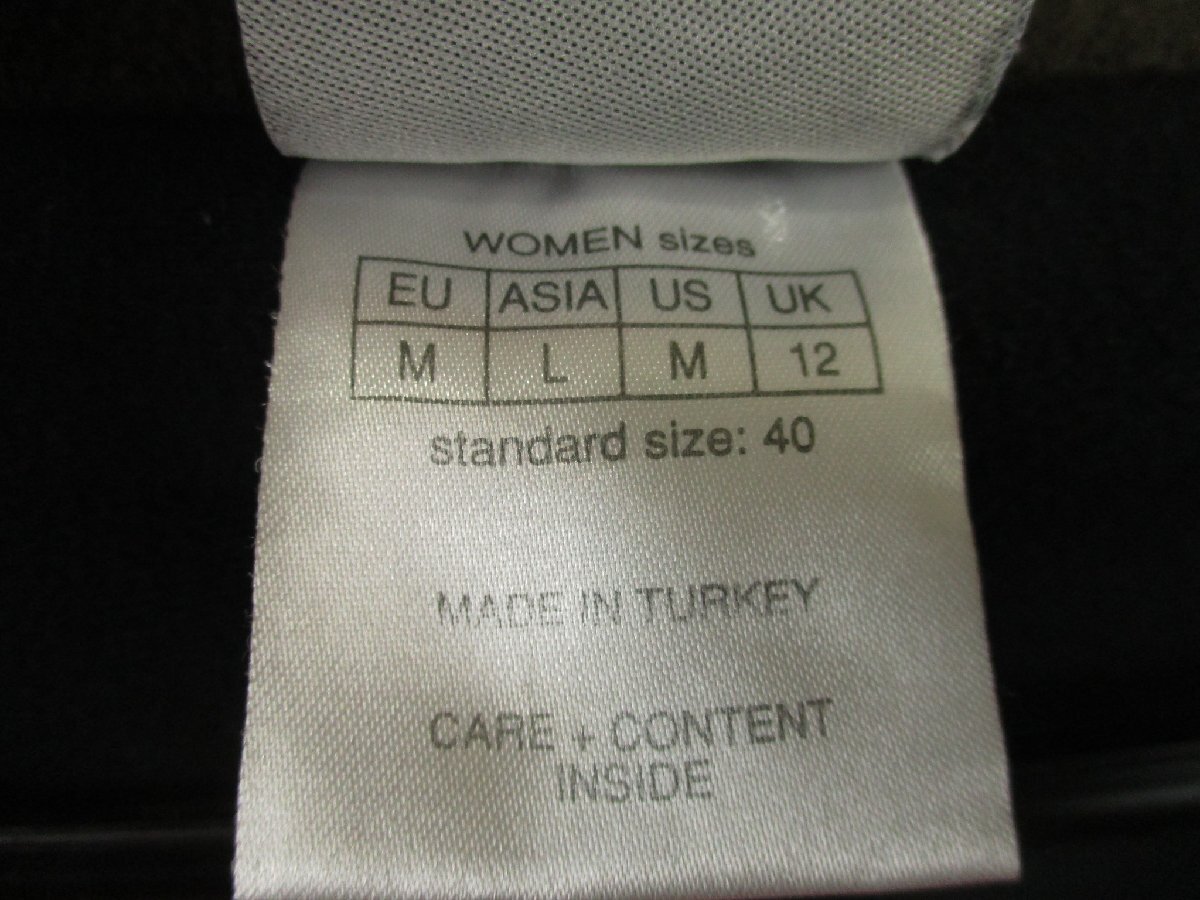 WOMEN sizes
EU ASIA US UK
M L M 12
standard size: 40
MADE IN TURKEY
CARE + CONTENT
INSIDE